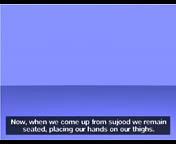 Now, when we come up from sujood we remain
seated, placing our hands on our thighs.